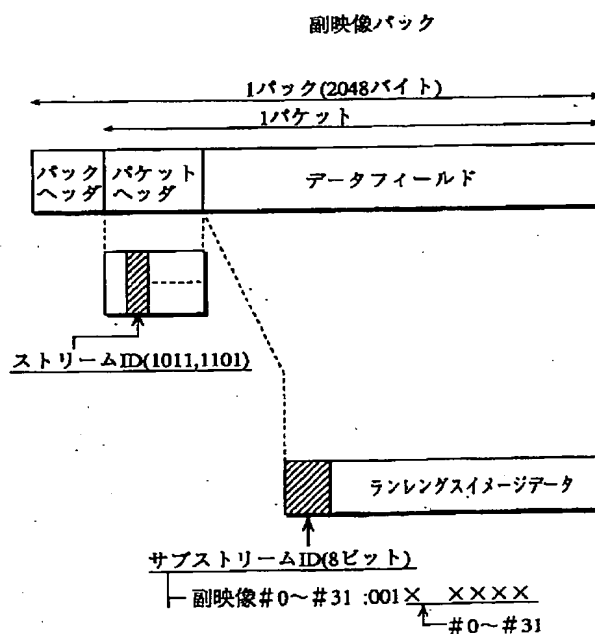 副映像パック
1パック(2048バイト)
1パケット
パック
ヘッダ
パケット
ヘッダ
データフィールド
ストリームID(1011,1101)
ランレングスイメージデータ
サブストリームID(8ビット)
副映像#0〜#31 :001× ××××
#0〜#31